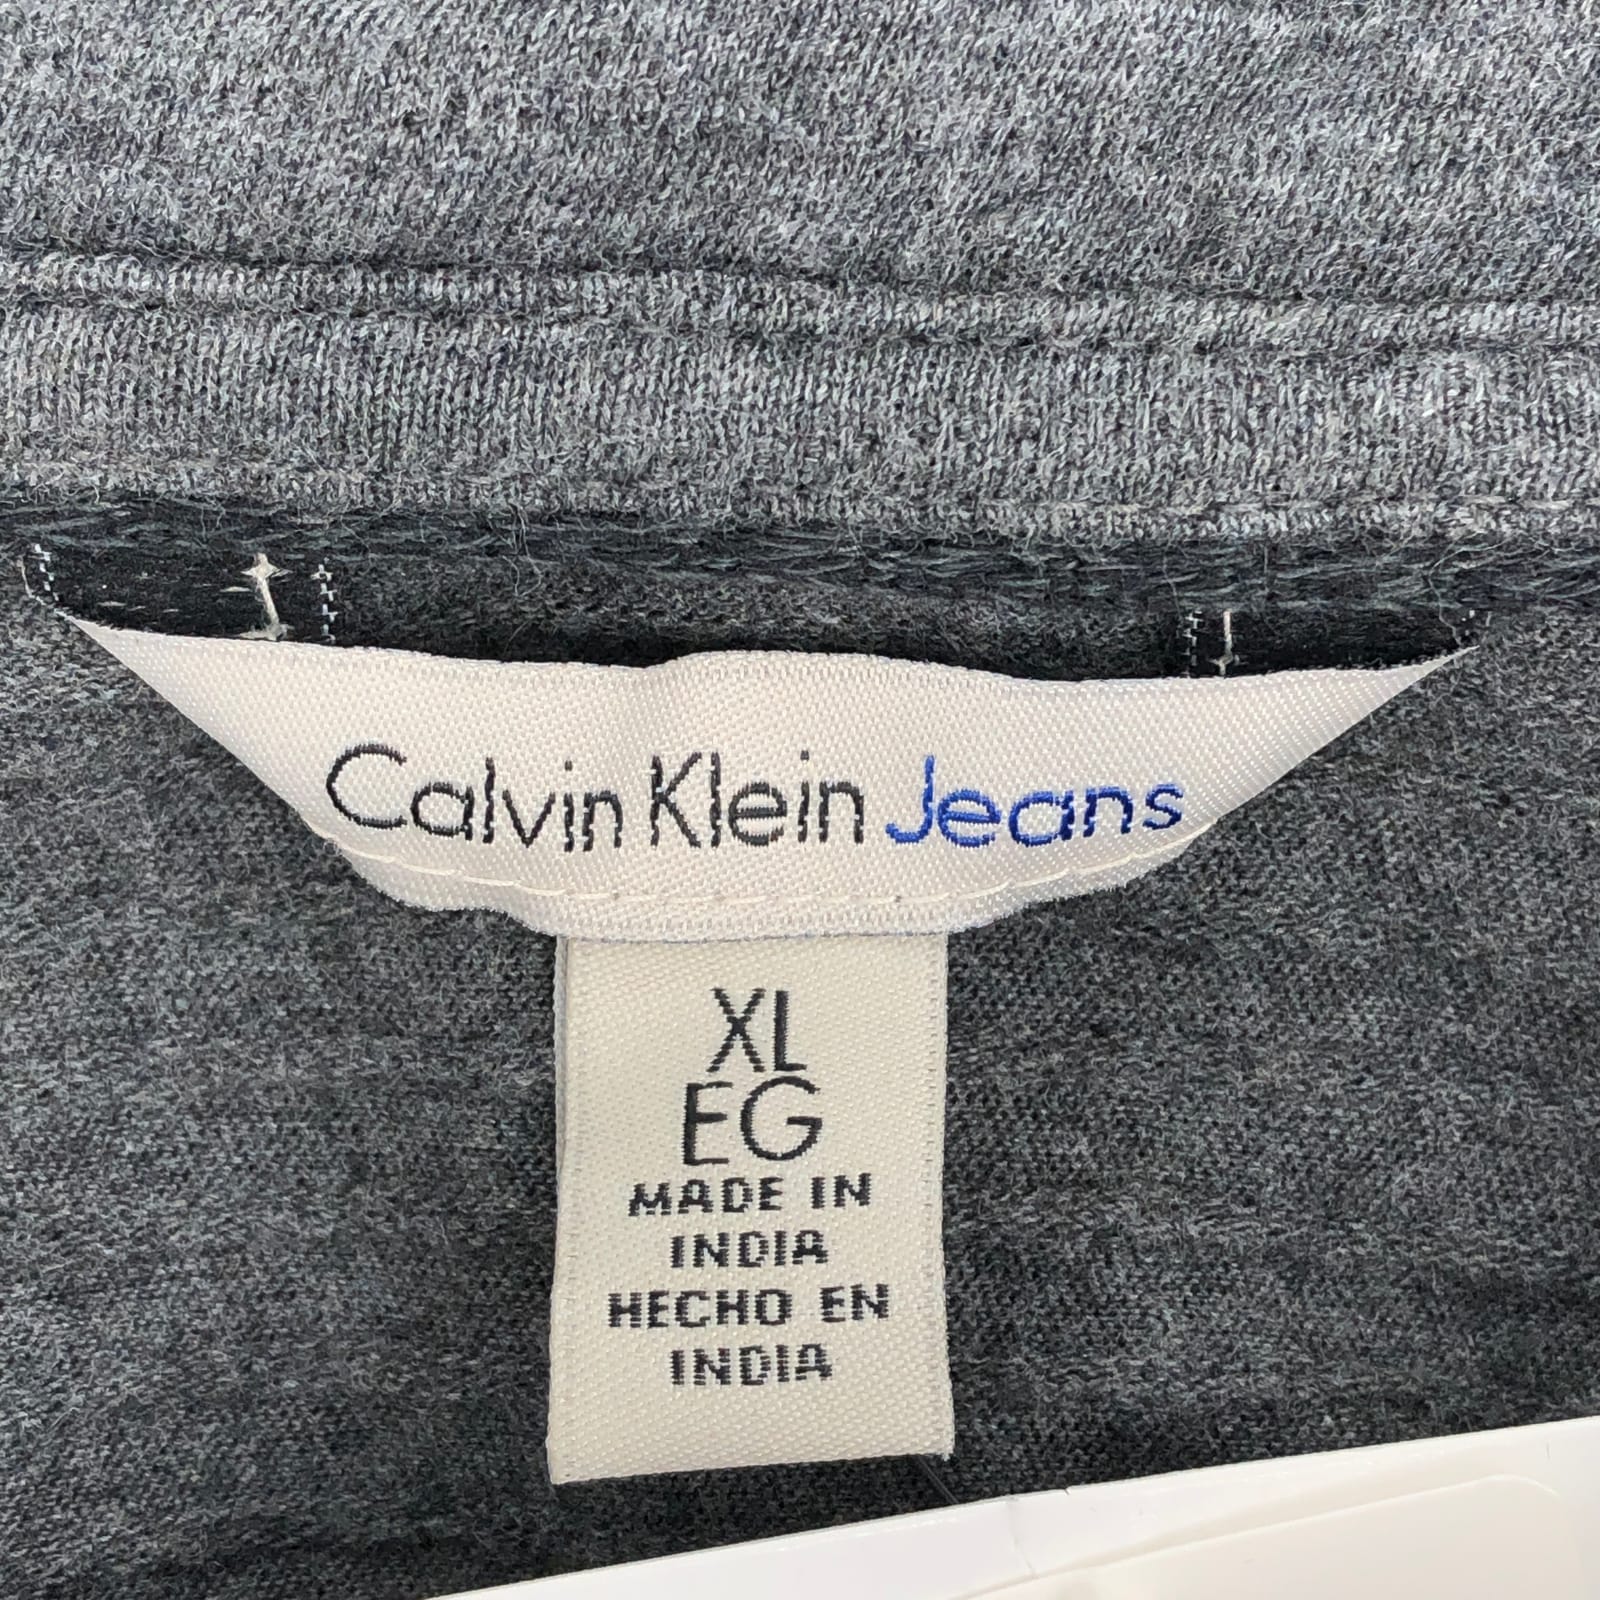 Calvin Klein Jeans
XL
EG
MADE IN
INDIA
HECHO EN
INDIA